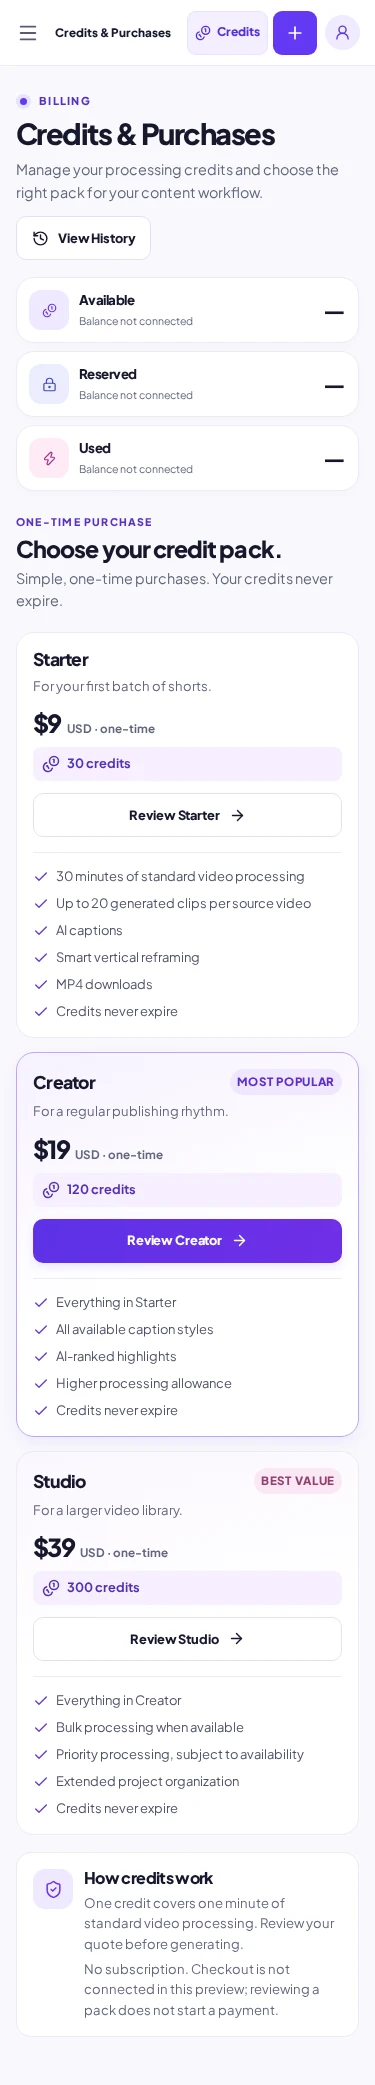 Credits & Purchases
Credits
BILLING
Credits & Purchases
Manage your processing credits and choose the
right pack for your content workflow.
View History
Available
Balance not connected
—
Reserved
Balance not connected
—
Used
Balance not connected
—
ONE-TIME PURCHASE
Choose your credit pack.
Simple, one-time purchases. Your credits never
expire.
Starter
For your first batch of shorts.
$9 USD · one-time
30 credits
Review Starter →
30 minutes of standard video processing
Up to 20 generated clips per source video
AI captions
Smart vertical reframing
MP4 downloads
Credits never expire
Creator
MOST POPULAR
For a regular publishing rhythm.
$19 USD · one-time
120 credits
Review Creator →
Everything in Starter
All available caption styles
AI-ranked highlights
Higher processing allowance
Credits never expire
Studio
BEST VALUE
For a larger video library.
$39 USD · one-time
300 credits
Review Studio →
Everything in Creator
Bulk processing when available
Priority processing, subject to availability
Extended project organization
Credits never expire
How credits work
One credit covers one minute of
standard video processing. Review your
quote before generating.
No subscription. Checkout is not
connected in this preview; reviewing a
pack does not start a payment.